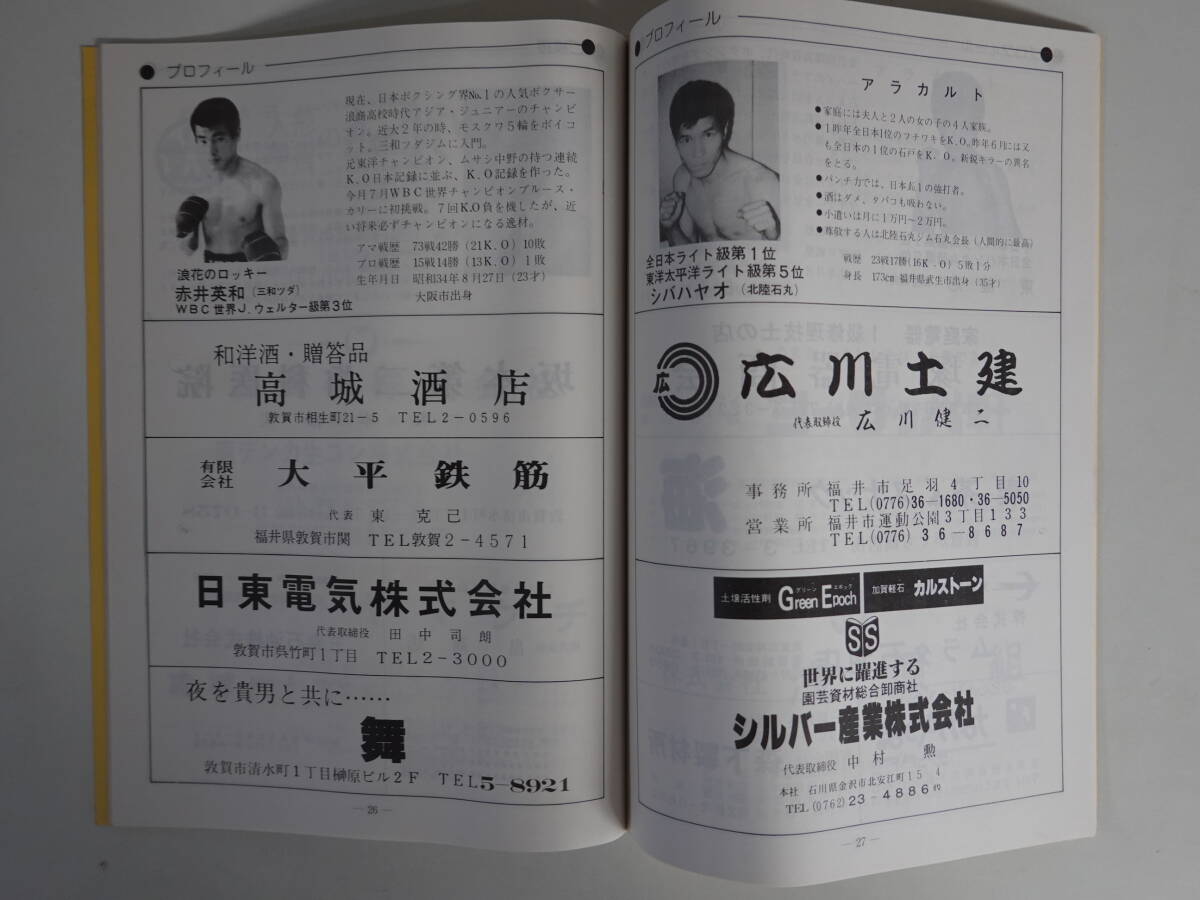 プロフィール
現在、日本ボクシング界№1の人気ボクサー
浪商高校時代アジア・ジュニアーのチャンピ
オン。近大2年の時、モスクワ5輪をボイコ
ット。三和ツダジムに入門。
元東洋チャンピオン、ムサシ中野の持つ連続
K.O日本記録に並ぶ、K.O記録を作った。
今月7月WBC世界チャンピオンブルース・
カリーに初挑戦。7回K.O負を機したが、近
い将来必ずチャンピオンになる逸材。
アマ戦歴 73戦42勝(21K.O)10敗
プロ戦歴 15戦14勝(13K.O)1敗
生年月日 昭和34年8月27日(23才)
大阪市出身
浪花のロッキー
赤井英和(三和ツダ)
WBC世界J.ウェルター級第3位
和洋酒・贈答品
高城酒店
敦賀市相生町21-5 TEL2-0596
有限会社 大平鉄筋
代表 東克己
福井県敦賀市関 TEL敦賀2-4571
日東電気株式会社
代表取締役 田中司朗
敦賀市呉竹町1丁目 TEL2-3000
夜を貴男と共に……
舞
敦賀市清水町1丁目榊原ビル2F TEL5-8921
―26―
プロフィール
アラカルト
●家庭には夫人と2人の女の子の4人家族。
●1昨年全日本1位のフチワキをK.O。昨年6月には又
も全日本の1位の石戸をK.O。新鋭キラーの異名
をとる。
●パンチ力では、日本№1の強打者。
●酒はダメ、タバコも吸わない。
●小遣いは月に1万円~2万円。
●尊敬する人は北陸石丸ジム石丸会長(人間的に最高)
戦歴 23戦17勝(16K.O)5敗1分
身長 173cm 福井県武生市出身(35才)
全日本ライト級第1位
東洋太平洋ライト級第5位
シバハヤオ(北陸石丸)
広
広川土建
代表取締役 広川健二
事務所 福井市足羽4丁目10
TEL(0776)36-1680・36-5050
営業所 福井市運動公園3丁目133
TEL(0776)36-8687
土壌活性剤 グリーン エポック Green Epoch
加賀軽石 カルストーン
SS
世界に躍進する
園芸資材総合卸商社
シルバー産業株式会社
代表取締役 中村勲
本社 石川県金沢市北安江町15 4
TEL(0762)23-4886㈹
―27―